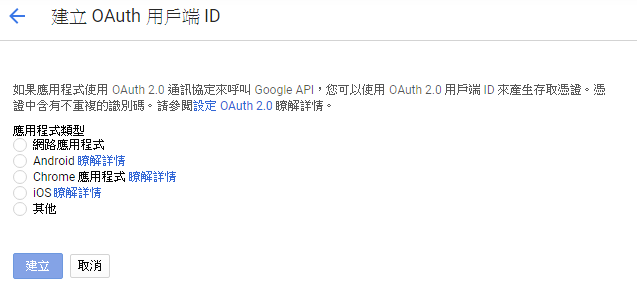 建立 OAuth 用戶端 ID
如果應用程式使用 OAuth 2.0 通訊協定來呼叫 Google API，您可以使用 OAuth 2.0 用戶端 ID 來產生存取憑證。憑
證中含有不重複的識別碼。請參閱設定 OAuth 2.0 瞭解詳情。
應用程式類型
網路應用程式
Android 瞭解詳情
Chrome 應用程式 瞭解詳情
iOS 瞭解詳情
其他
建立 取消